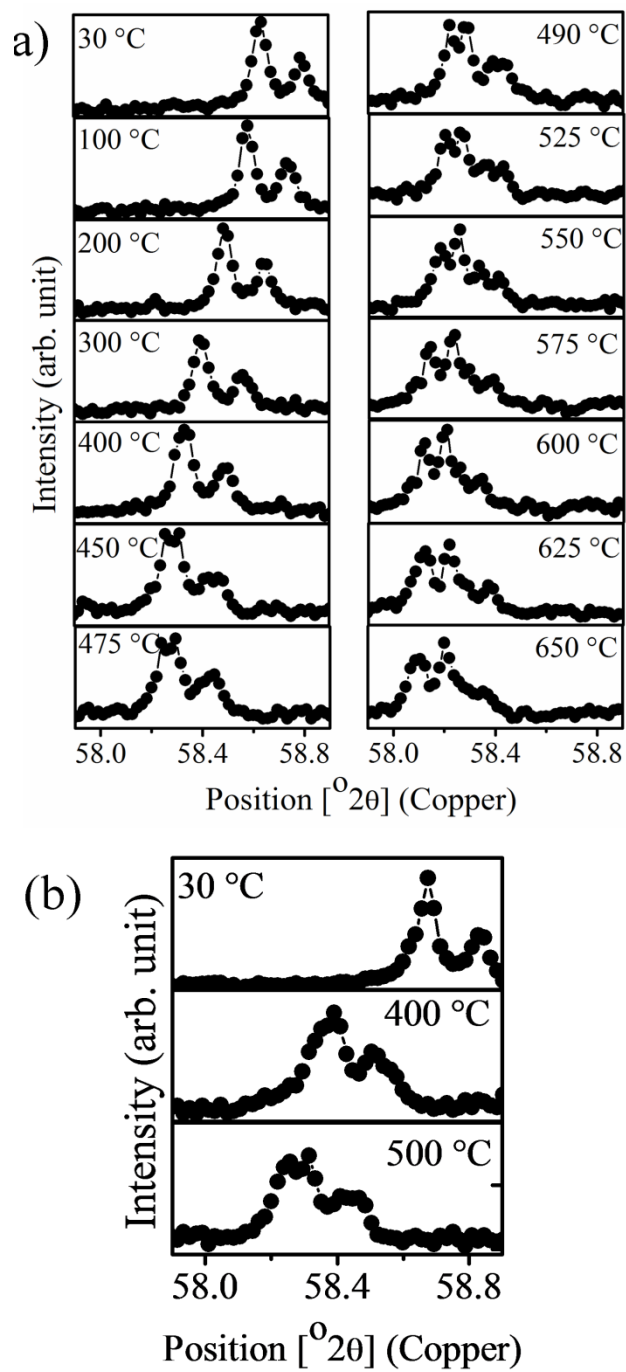 a)
30 °C
100 °C
200 °C
300 °C
400 °C
450 °C
475 °C
490 °C
525 °C
550 °C
575 °C
600 °C
625 °C
650 °C
Intensity (arb. unit)
58.0 58.4 58.8 58.0 58.4 58.8
Position [°2θ] (Copper)
(b)
30 °C
400 °C
500 °C
Intensity (arb. unit)
58.0 58.4 58.8
Position [°2θ] (Copper)